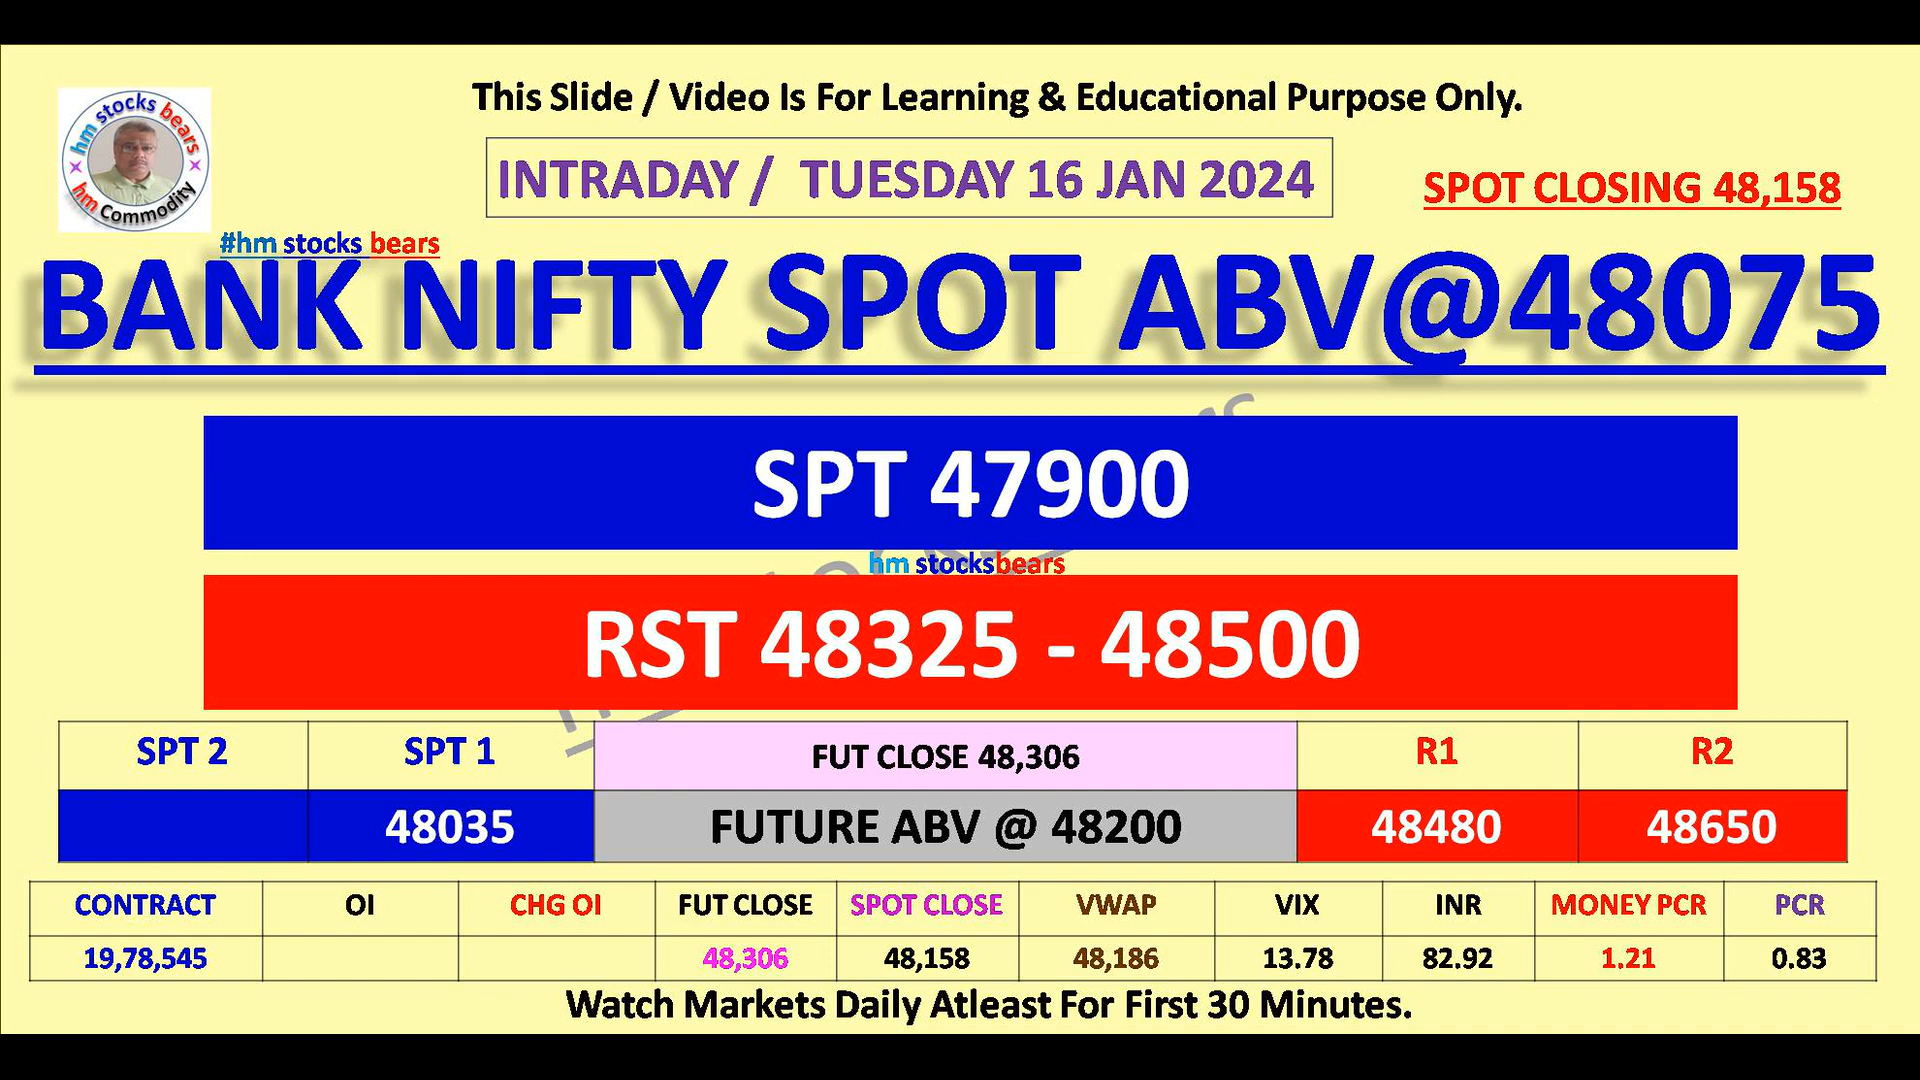 This Slide / Video Is For Learning & Educational Purpose Only.
hm stocks bears
hm Commodity
INTRADAY / TUESDAY 16 JAN 2024
SPOT CLOSING 48,158
#hm stocks bears
BANK NIFTY SPOT ABV@48075
SPT 47900
hm stocksbears
RST 48325 - 48500
SPT 2 SPT 1 FUT CLOSE 48,306 R1 R2
48035 FUTURE ABV @ 48200 48480 48650
CONTRACT OI CHG OI FUT CLOSE SPOT CLOSE VWAP VIX INR MONEY PCR PCR
19,78,545 48,306 48,158 48,186 13.78 82.92 1.21 0.83
Watch Markets Daily Atleast For First 30 Minutes.